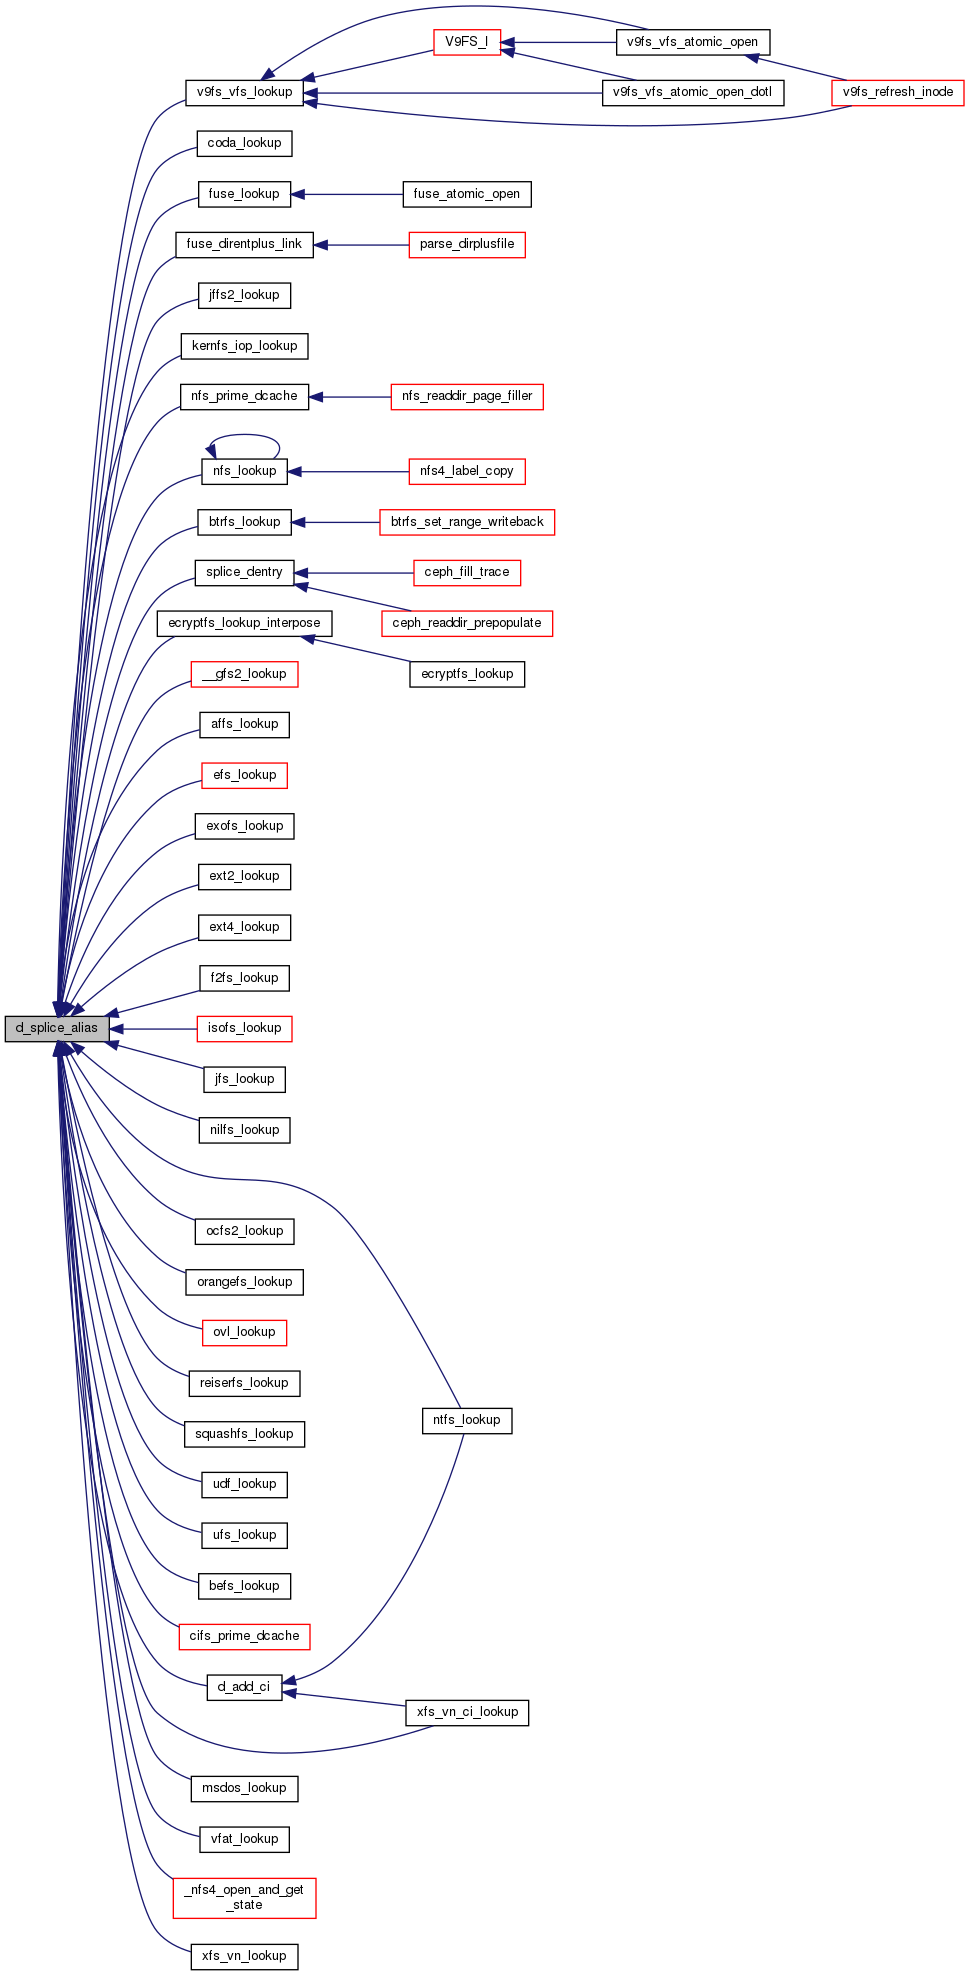 V9FS_I
v9fs_vfs_atomic_open
v9fs_vfs_lookup
v9fs_vfs_atomic_open_dotl
v9fs_refresh_inode
coda_lookup
fuse_lookup
fuse_atomic_open
fuse_direntplus_link
parse_dirplusfile
jffs2_lookup
kernfs_iop_lookup
nfs_prime_dcache
nfs_readdir_page_filler
nfs_lookup
nfs4_label_copy
btrfs_lookup
btrfs_set_range_writeback
splice_dentry
ceph_fill_trace
ecryptfs_lookup_interpose
ceph_readdir_prepopulate
__gfs2_lookup
ecryptfs_lookup
affs_lookup
efs_lookup
exofs_lookup
ext2_lookup
ext4_lookup
f2fs_lookup
d_splice_alias
isofs_lookup
jfs_lookup
nilfs_lookup
ocfs2_lookup
orangefs_lookup
ovl_lookup
reiserfs_lookup
ntfs_lookup
squashfs_lookup
udf_lookup
ufs_lookup
befs_lookup
cifs_prime_dcache
d_add_ci
xfs_vn_ci_lookup
msdos_lookup
vfat_lookup
_nfs4_open_and_get
_state
xfs_vn_lookup